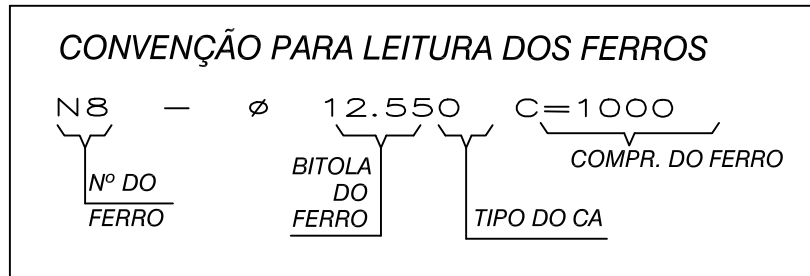 CONVENÇÃO PARA LEITURA DOS FERROS
N8 - ø 12.550 C=1000
Nº DO
FERRO
BITOLA
DO
FERRO
TIPO DO CA
COMPR. DO FERRO